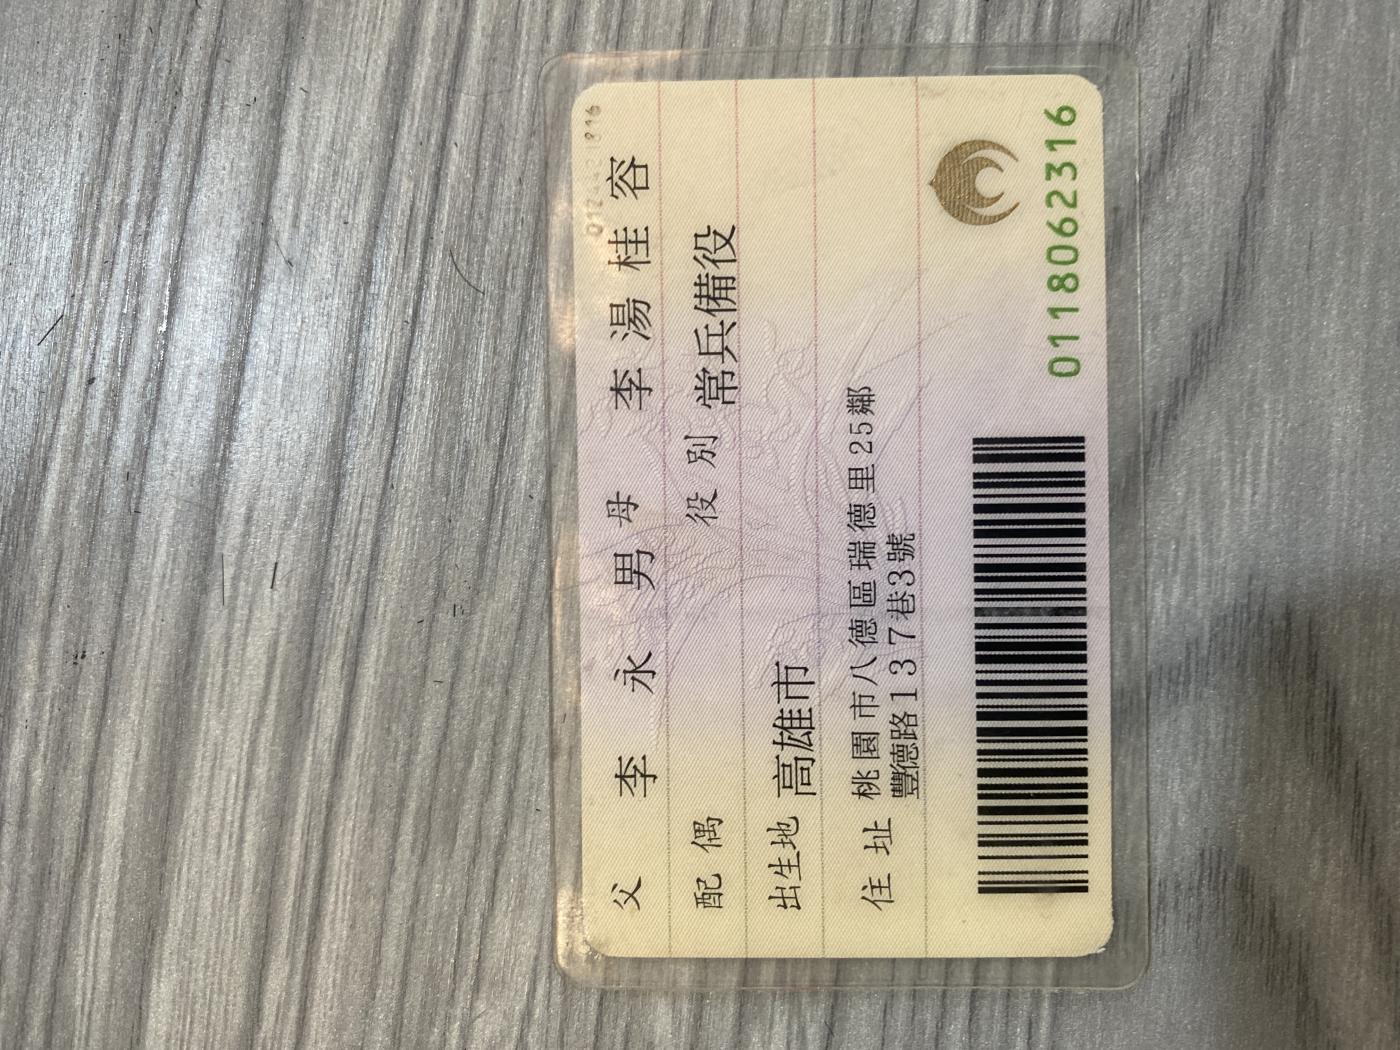 父 李永男 母 李湯桂容
配偶 役別 常兵備役
出生地 高雄市
住址 桃園市八德區瑞德里25鄰
豐德路137巷3號
0118062316